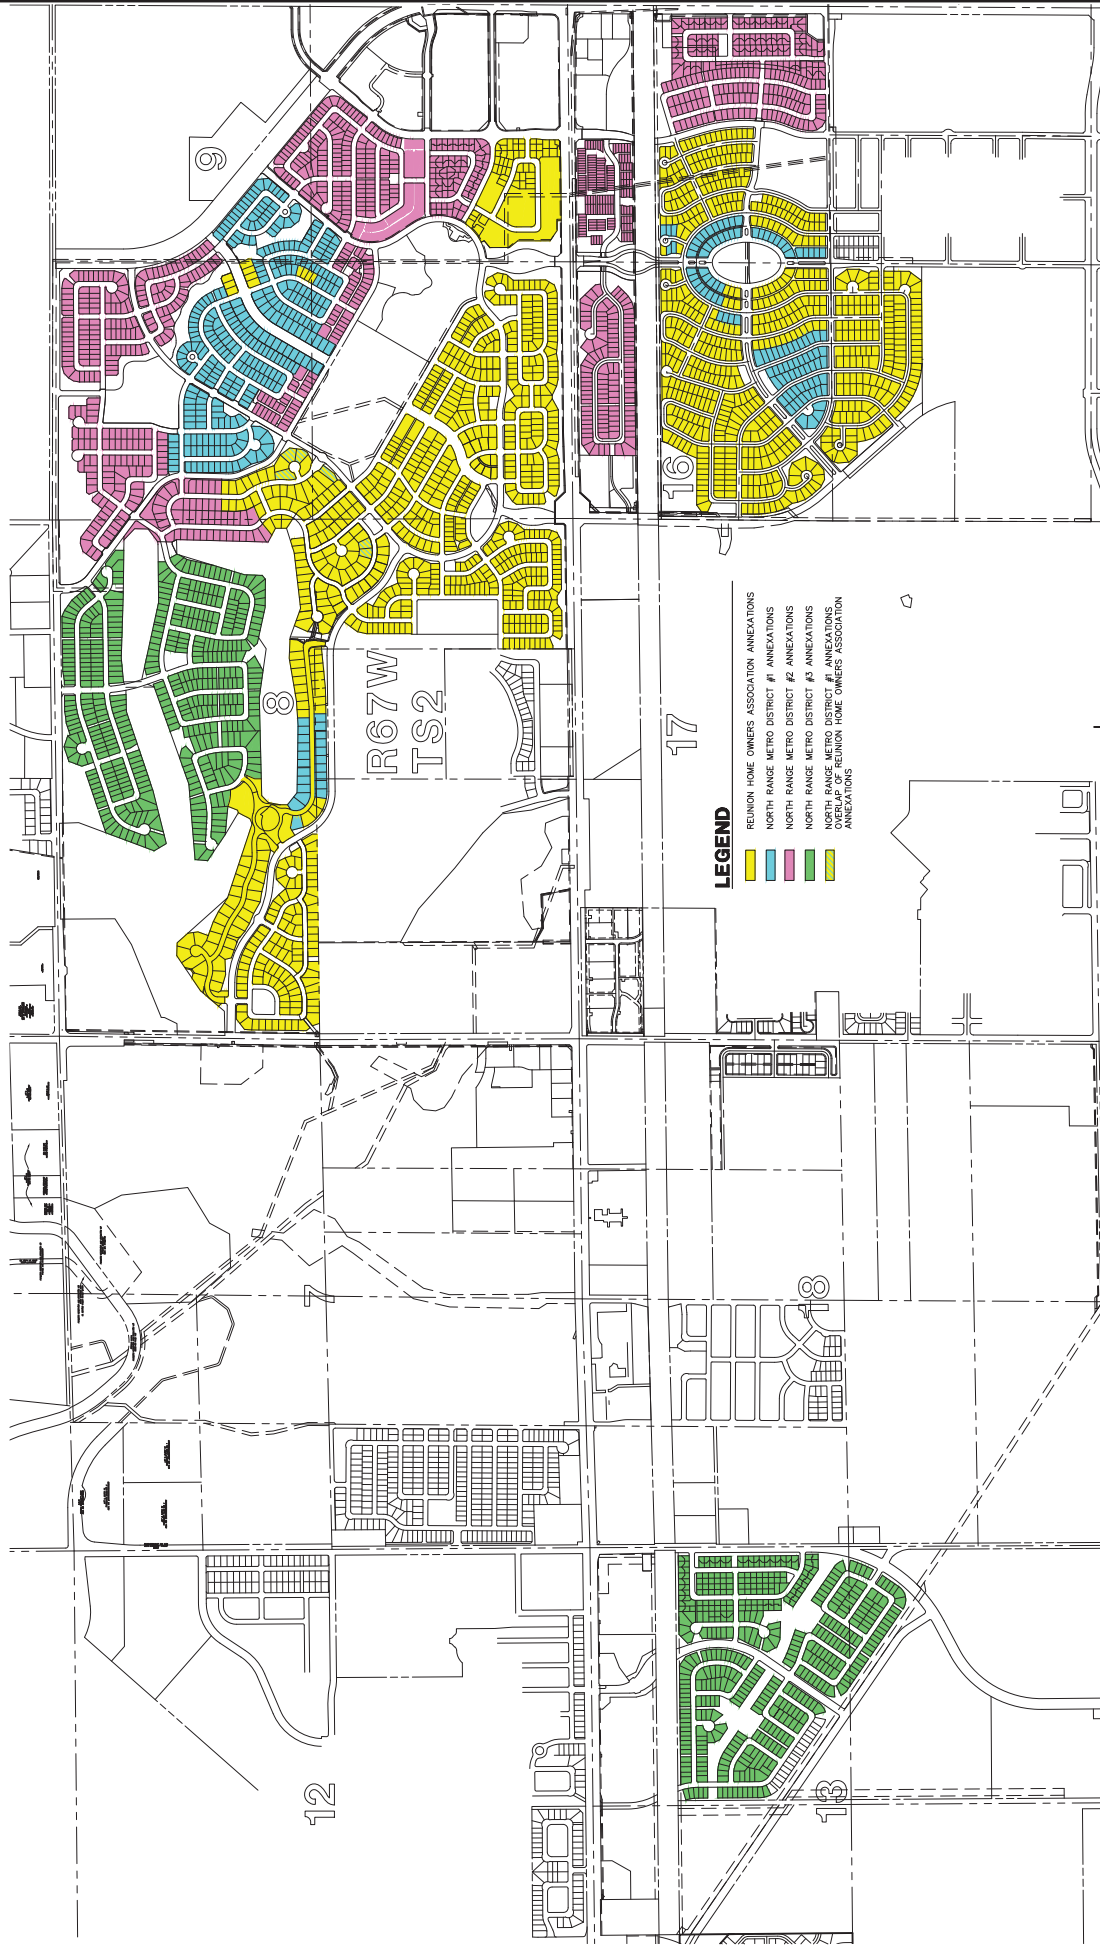 9
16
8
R67W
TS2
17
LEGEND
REUNION HOME OWNERS ASSOCIATION ANNEXATIONS
NORTH RANGE METRO DISTRICT #1 ANNEXATIONS
NORTH RANGE METRO DISTRICT #2 ANNEXATIONS
NORTH RANGE METRO DISTRICT #3 ANNEXATIONS
NORTH RANGE METRO DISTRICT #1 ANNEXATIONS
OVERLAP OF REUNION HOME OWNERS ASSOCIATION
ANNEXATIONS
7
18
12
13